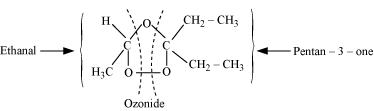 H O CH₂ – CH₃
Ethanal C C Pentan – 3 – one
H₃C O O CH₂ – CH₃
Ozonide